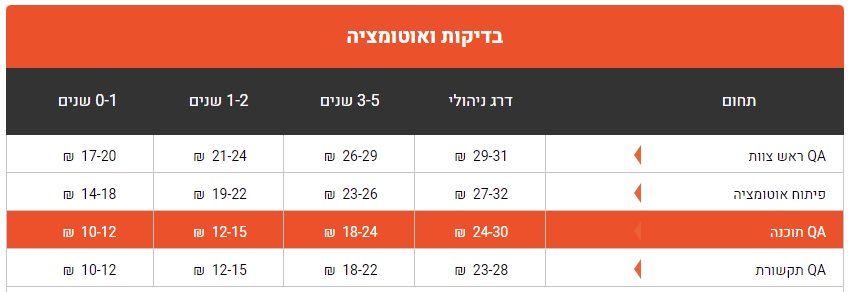 בדיקות ואוטומציה
תחום דרג ניהולי 3-5 שנים 1-2 שנים 0-1 שנים
QA ראש צוות 29-31 ₪ 26-29 ₪ 21-24 ₪ 17-20 ₪
פיתוח אוטומציה 27-32 ₪ 23-26 ₪ 19-22 ₪ 14-18 ₪
QA תוכנה 24-30 ₪ 18-24 ₪ 12-15 ₪ 10-12 ₪
QA תקשורת 23-28 ₪ 18-22 ₪ 12-15 ₪ 10-12 ₪